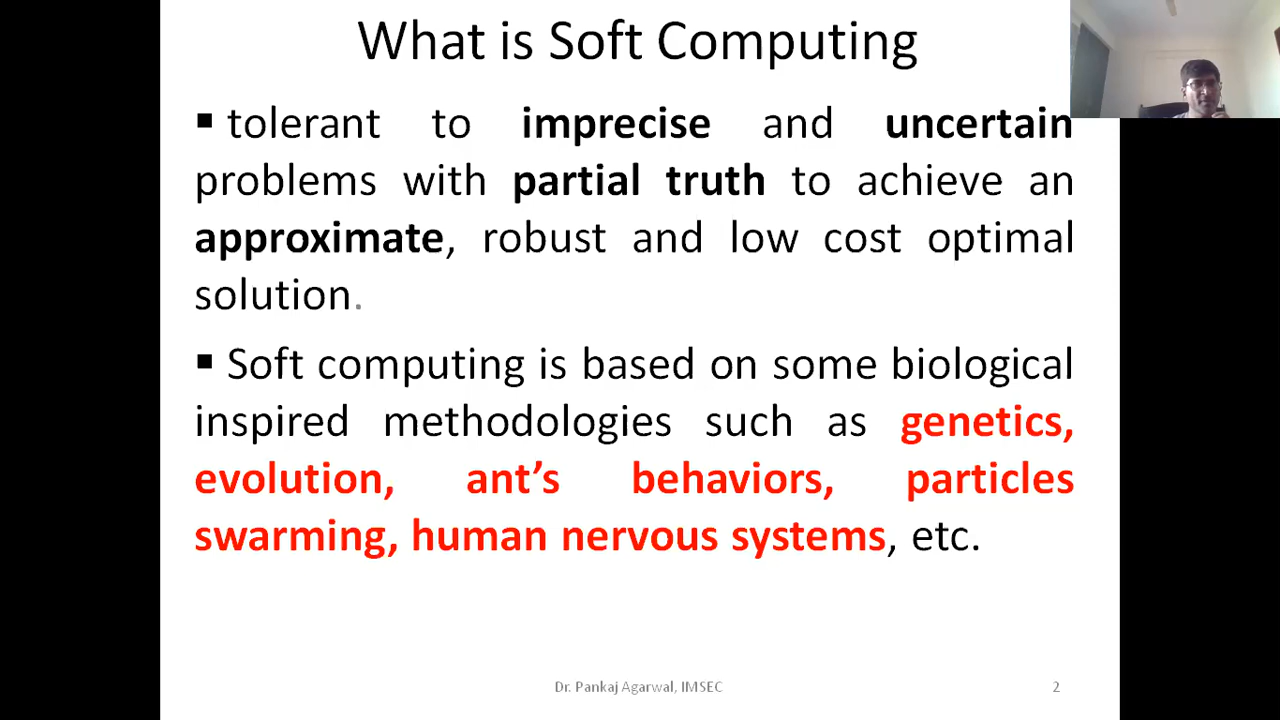 What is Soft Computing
▪ tolerant to imprecise and uncertain
problems with partial truth to achieve an
approximate, robust and low cost optimal
solution.
▪ Soft computing is based on some biological
inspired methodologies such as genetics,
evolution, ant’s behaviors, particles
swarming, human nervous systems, etc.
Dr. Pankaj Agarwal, IMSEC 2